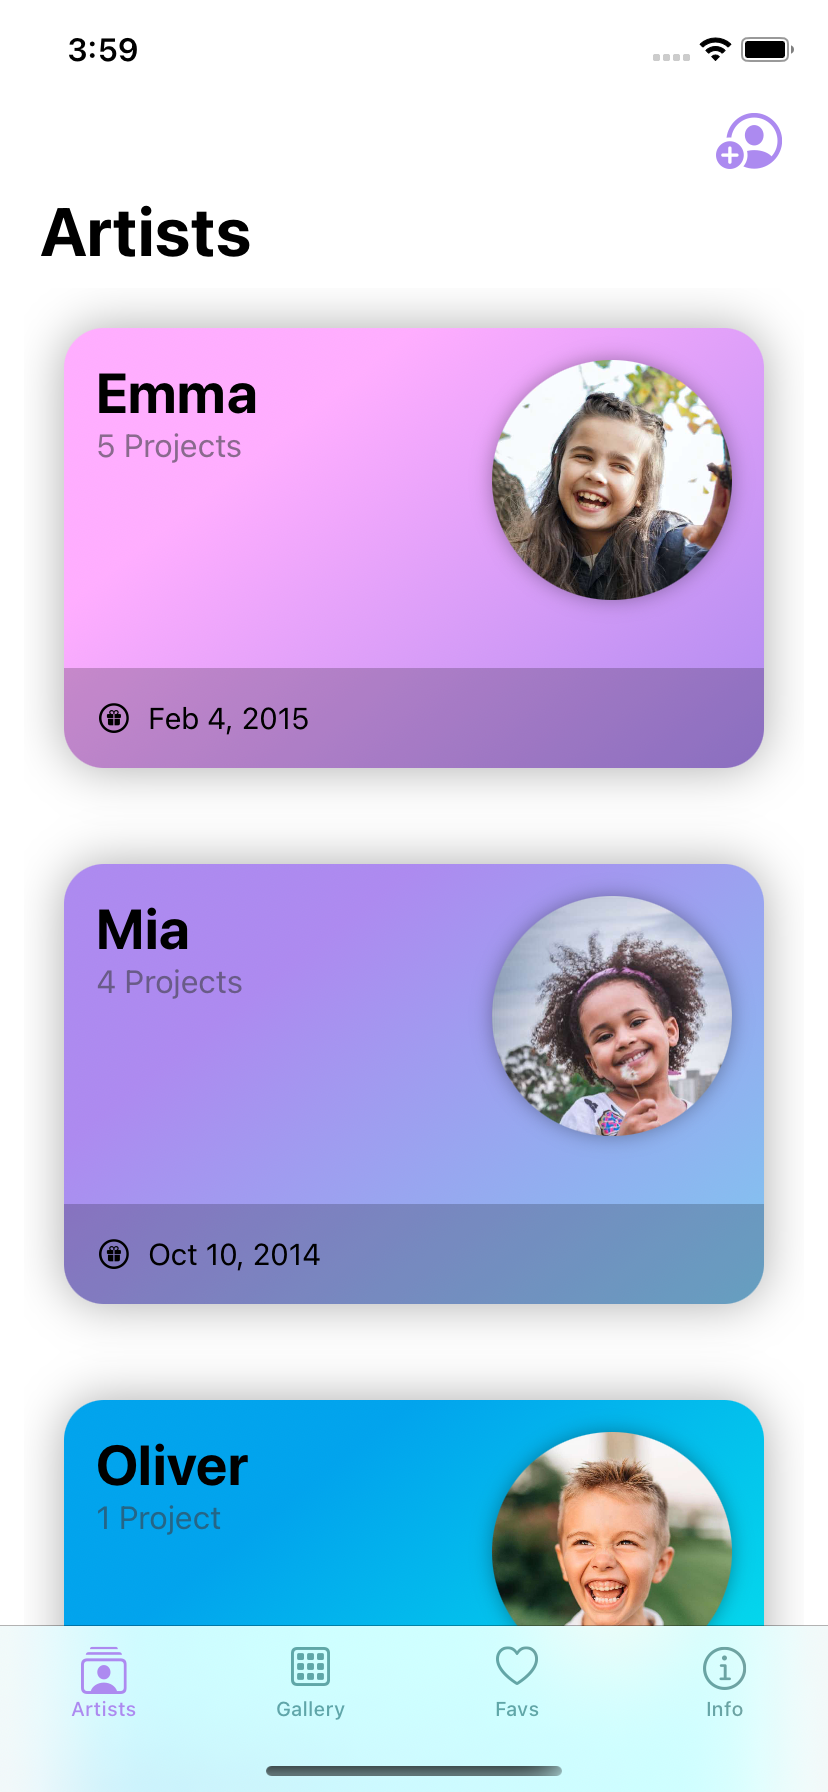 3:59
Artists
Emma
5 Projects
Feb 4, 2015
Mia
4 Projects
Oct 10, 2014
Oliver
1 Project
Artists
Gallery
Favs
Info